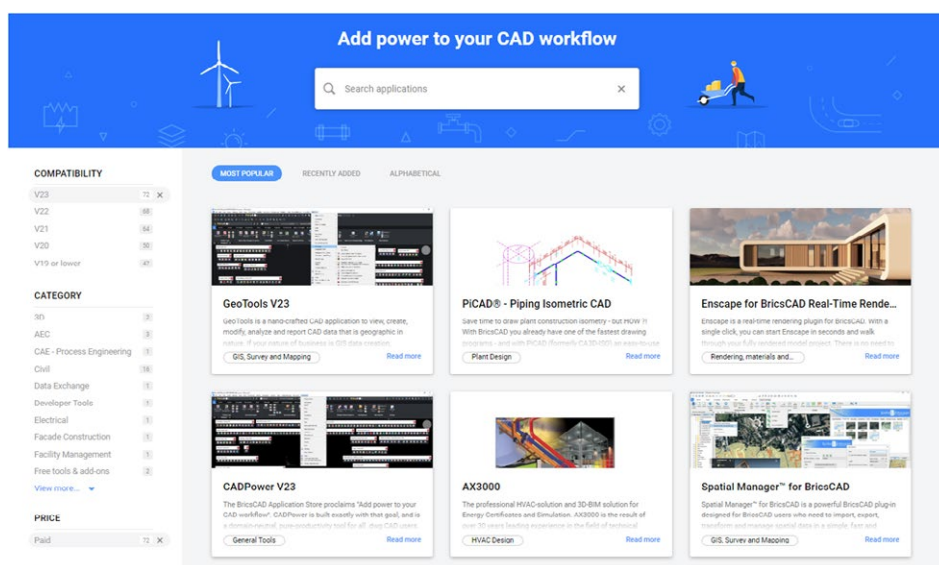 Add power to your CAD workflow
Search applications
COMPATIBILITY
V23 72
V22 68
V21 64
V20 50
V19 or lower 47
CATEGORY
3D 3
AEC 3
CAE - Process Engineering 1
Civil 18
Data Exchange 1
Developer Tools 1
Electrical 1
Facade Construction 1
Facility Management 1
Free tools & add-ons 2
View more...
PRICE
Paid 72
MOST POPULAR RECENTLY ADDED ALPHABETICAL
GeoTools V23
GeoTools is a hand-crafted CAD application to view, create,
modify, analyze and report CAD data that is geographic in
nature. If your nature of business is GIS data creation,
GIS, Survey and Mapping Read more
PiCAD® - Piping Isometric CAD
Save time to draw plant construction isometry - but HOW ?!
With BricsCAD you already have one of the fastest drawing
programs - and with PiCAD (formerly CA3D-ISO) an easy-to-use
Plant Design Read more
Enscape for BricsCAD Real-Time Rende...
Enscape is a real-time rendering plugin for BricsCAD. With a
single click, you can start Enscape in seconds and walk
through your fully rendered model project. There is no need to
Rendering, materials and... Read more
CADPower V23
The BricsCAD Application Store proclaims "Add power to your
CAD workflow". CADPower is built exactly with that goal, and is
a domain-neutral, pure-productivity tool for all dwg CAD users
General Tools Read more
AX3000
The professional HVAC-solution and 3D-BIM solution for
Energy Certificates and Simulation. AX3000 is the result of
over 30 years leading experience in the field of technical
HVAC Design Read more
Spatial Manager™ for BricsCAD
Spatial Manager™ for BricsCAD is a powerful BricsCAD plug-in
designed for BricsCAD users who need to import, export,
transform and manage spatial data in a simple, fast and
GIS, Survey and Mapping Read more